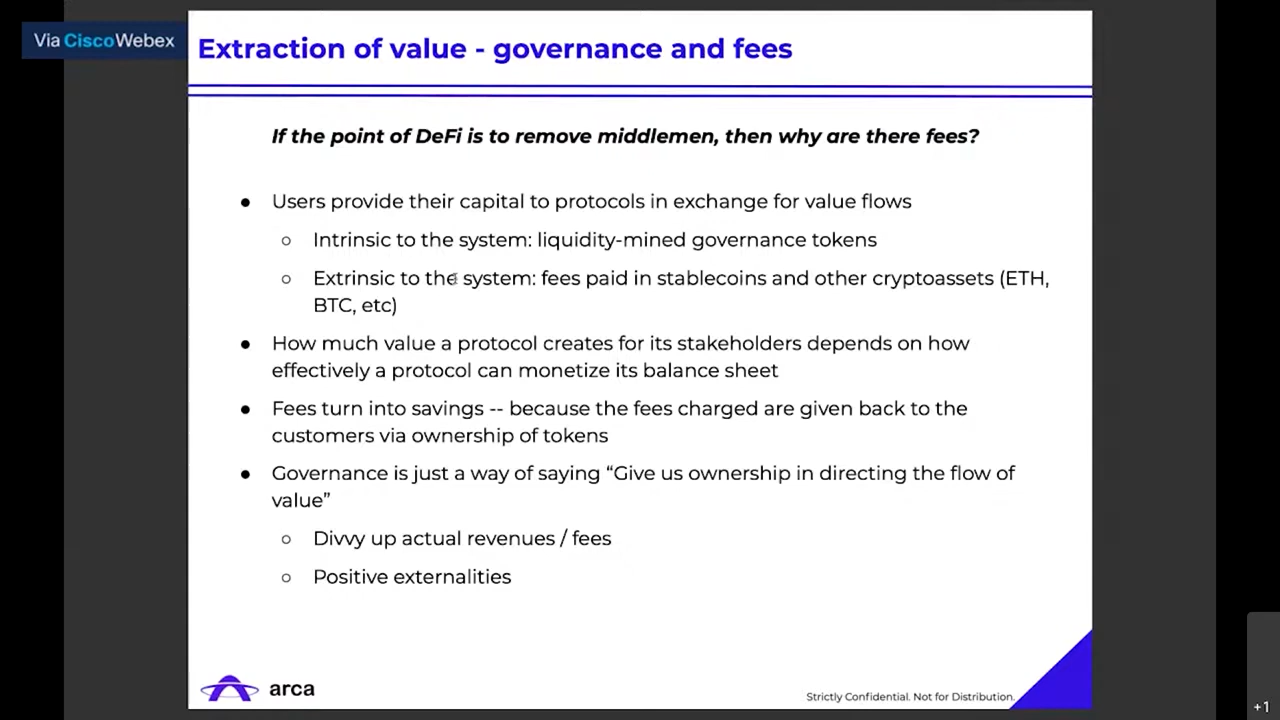 Via Cisco Webex
Extraction of value - governance and fees
If the point of DeFi is to remove middlemen, then why are there fees?
● Users provide their capital to protocols in exchange for value flows
○ Intrinsic to the system: liquidity-mined governance tokens
○ Extrinsic to the system: fees paid in stablecoins and other cryptoassets (ETH,
BTC, etc)
● How much value a protocol creates for its stakeholders depends on how
effectively a protocol can monetize its balance sheet
● Fees turn into savings -- because the fees charged are given back to the
customers via ownership of tokens
● Governance is just a way of saying “Give us ownership in directing the flow of
value”
○ Divvy up actual revenues / fees
○ Positive externalities
arca
Strictly Confidential. Not for Distribution.
+1